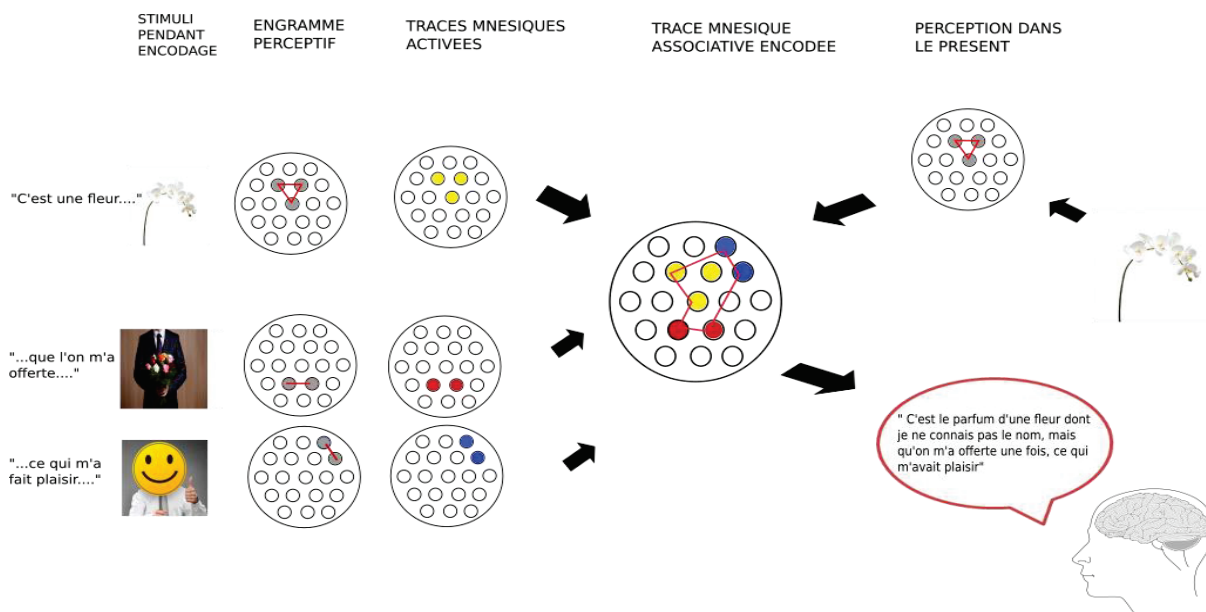 STIMULI
PENDANT
ENCODAGE
ENGRAMME
PERCEPTIF
TRACES MNESIQUES
ACTIVEES
TRACE MNESIQUE
ASSOCIATIVE ENCODEE
PERCEPTION DANS
LE PRESENT
"C'est une fleur...."
"...que l'on m'a
offerte...."
"...ce qui m'a
fait plaisir...."
" C'est le parfum d'une fleur dont
je ne connais pas le nom, mais
qu'on m'a offerte une fois, ce qui
m'avait plaisir"